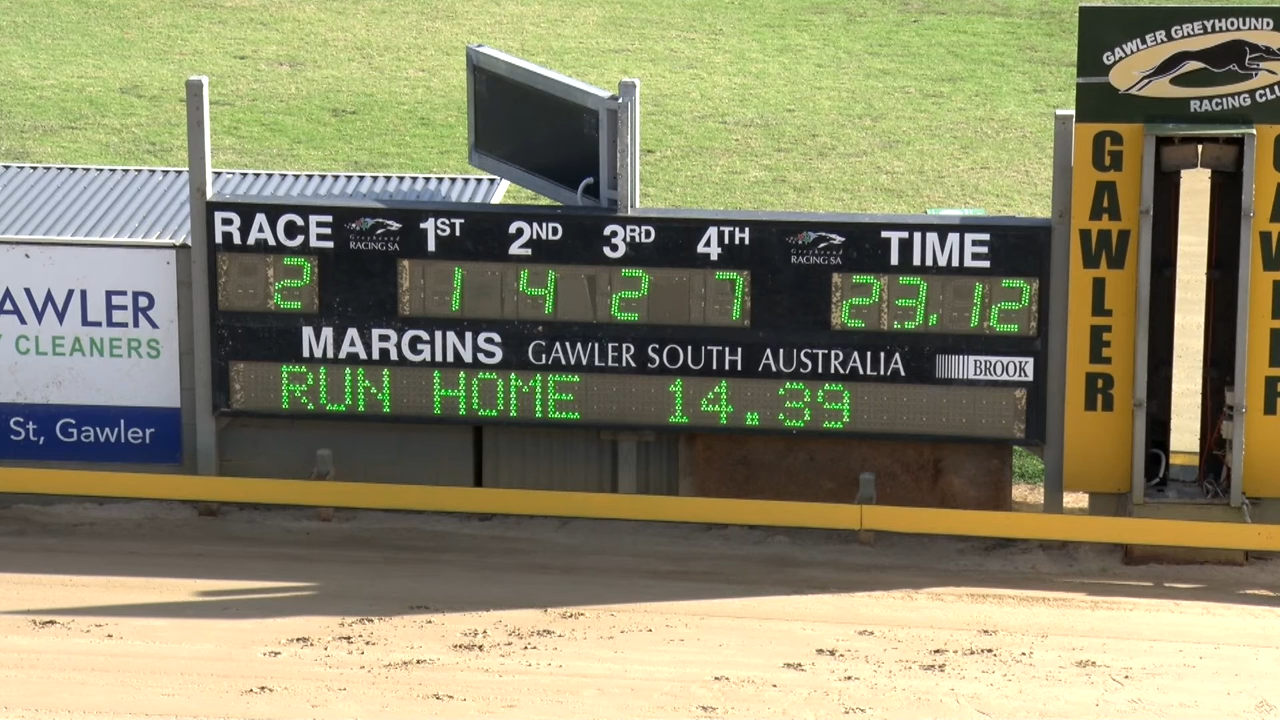 GAWLER GREYHOUND
RACING CLU
GAWLER
RACE
Greyhound
RACING SA
1ST 2ND 3RD 4TH
Greyhound
RACING SA
TIME
2 1 4 2 7 23.12
MARGINS GAWLER SOUTH AUSTRALIA BROOK
RUN HOME 14.39
AWLER
CLEANERS
St, Gawler